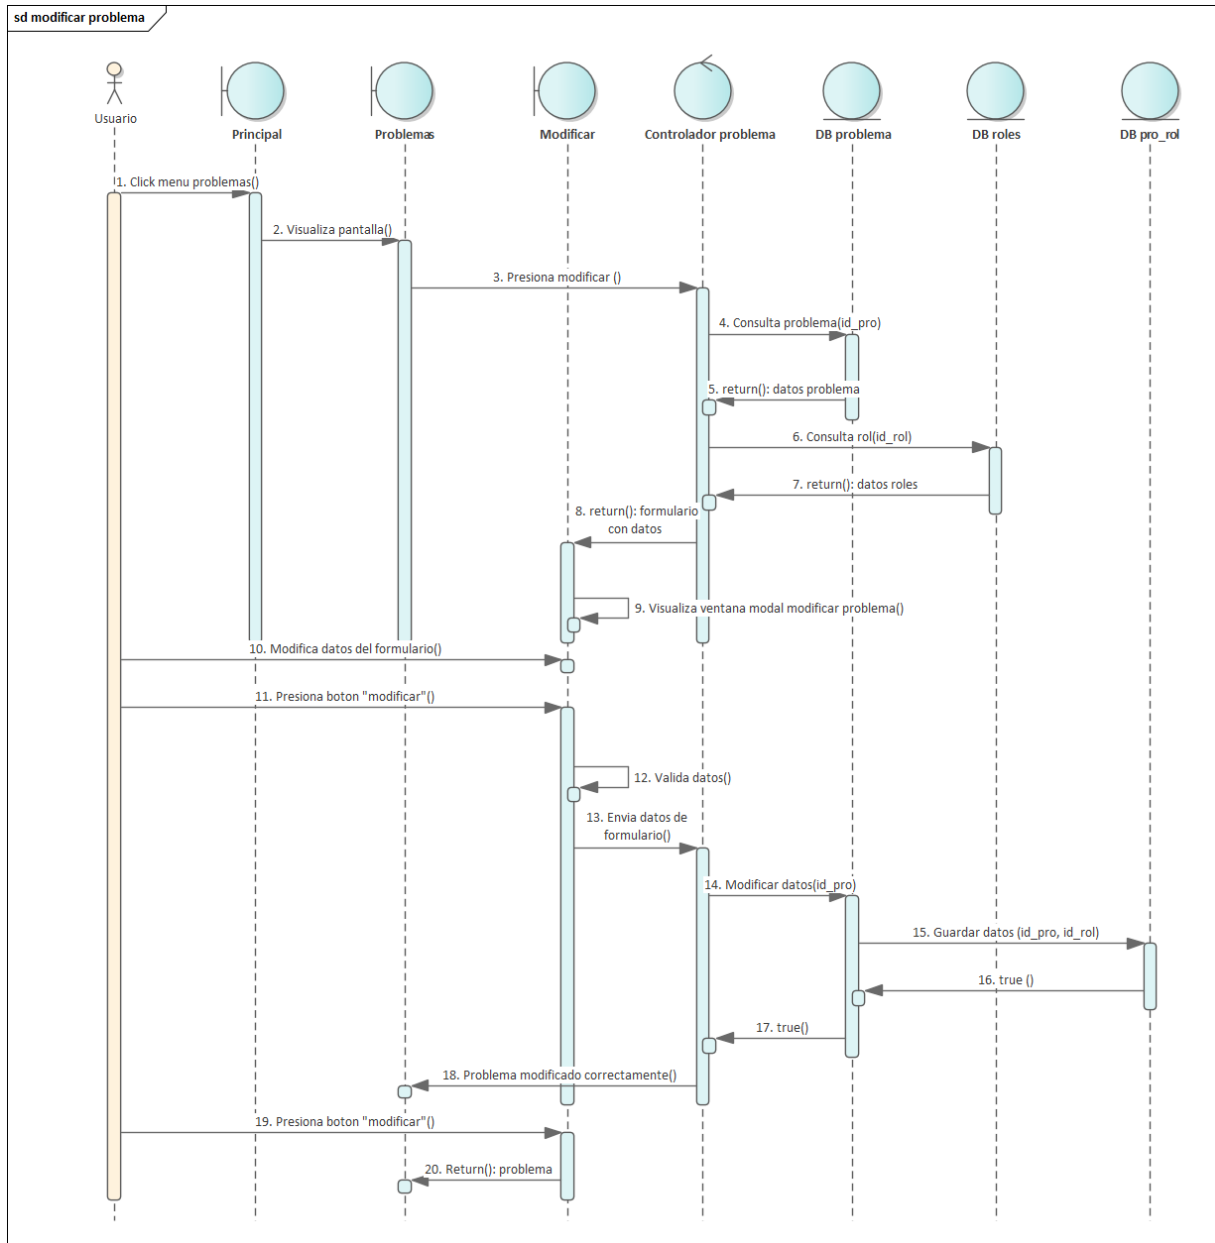 sd modificar problema
Usuario
Principal
Problemas
Modificar
Controlador problema
DB problema
DB roles
DB pro_rol
1. Click menu problemas()
2. Visualiza pantalla()
3. Presiona modificar ()
4. Consulta problema(id_pro)
5. return(): datos problema
6. Consulta rol(id_rol)
7. return(): datos roles
8. return(): formulario
con datos
9. Visualiza ventana modal modificar problema()
10. Modifica datos del formulario()
11. Presiona boton "modificar"()
12. Valida datos()
13. Envia datos de
formulario()
14. Modificar datos(id_pro)
15. Guardar datos (id_pro, id_rol)
16. true ()
17. true()
18. Problema modificado correctamente()
19. Presiona boton "modificar"()
20. Return(): problema